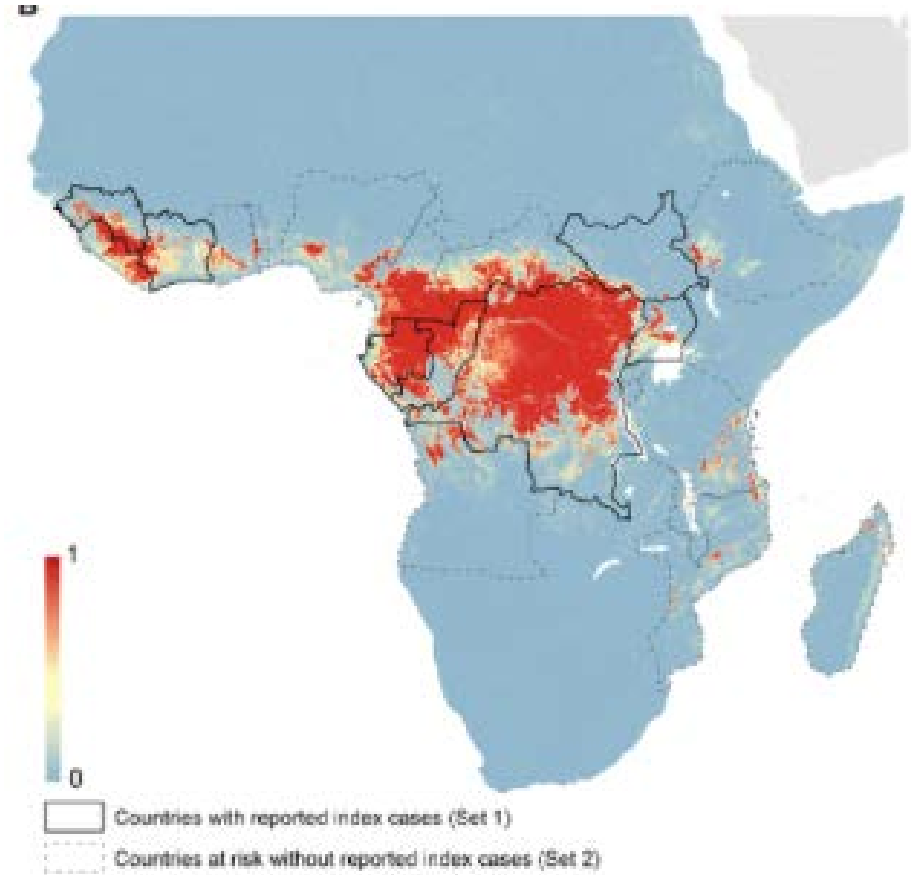 B
1
0
Countries with reported index cases (Set 1)
Countries at risk without reported index cases (Set 2)